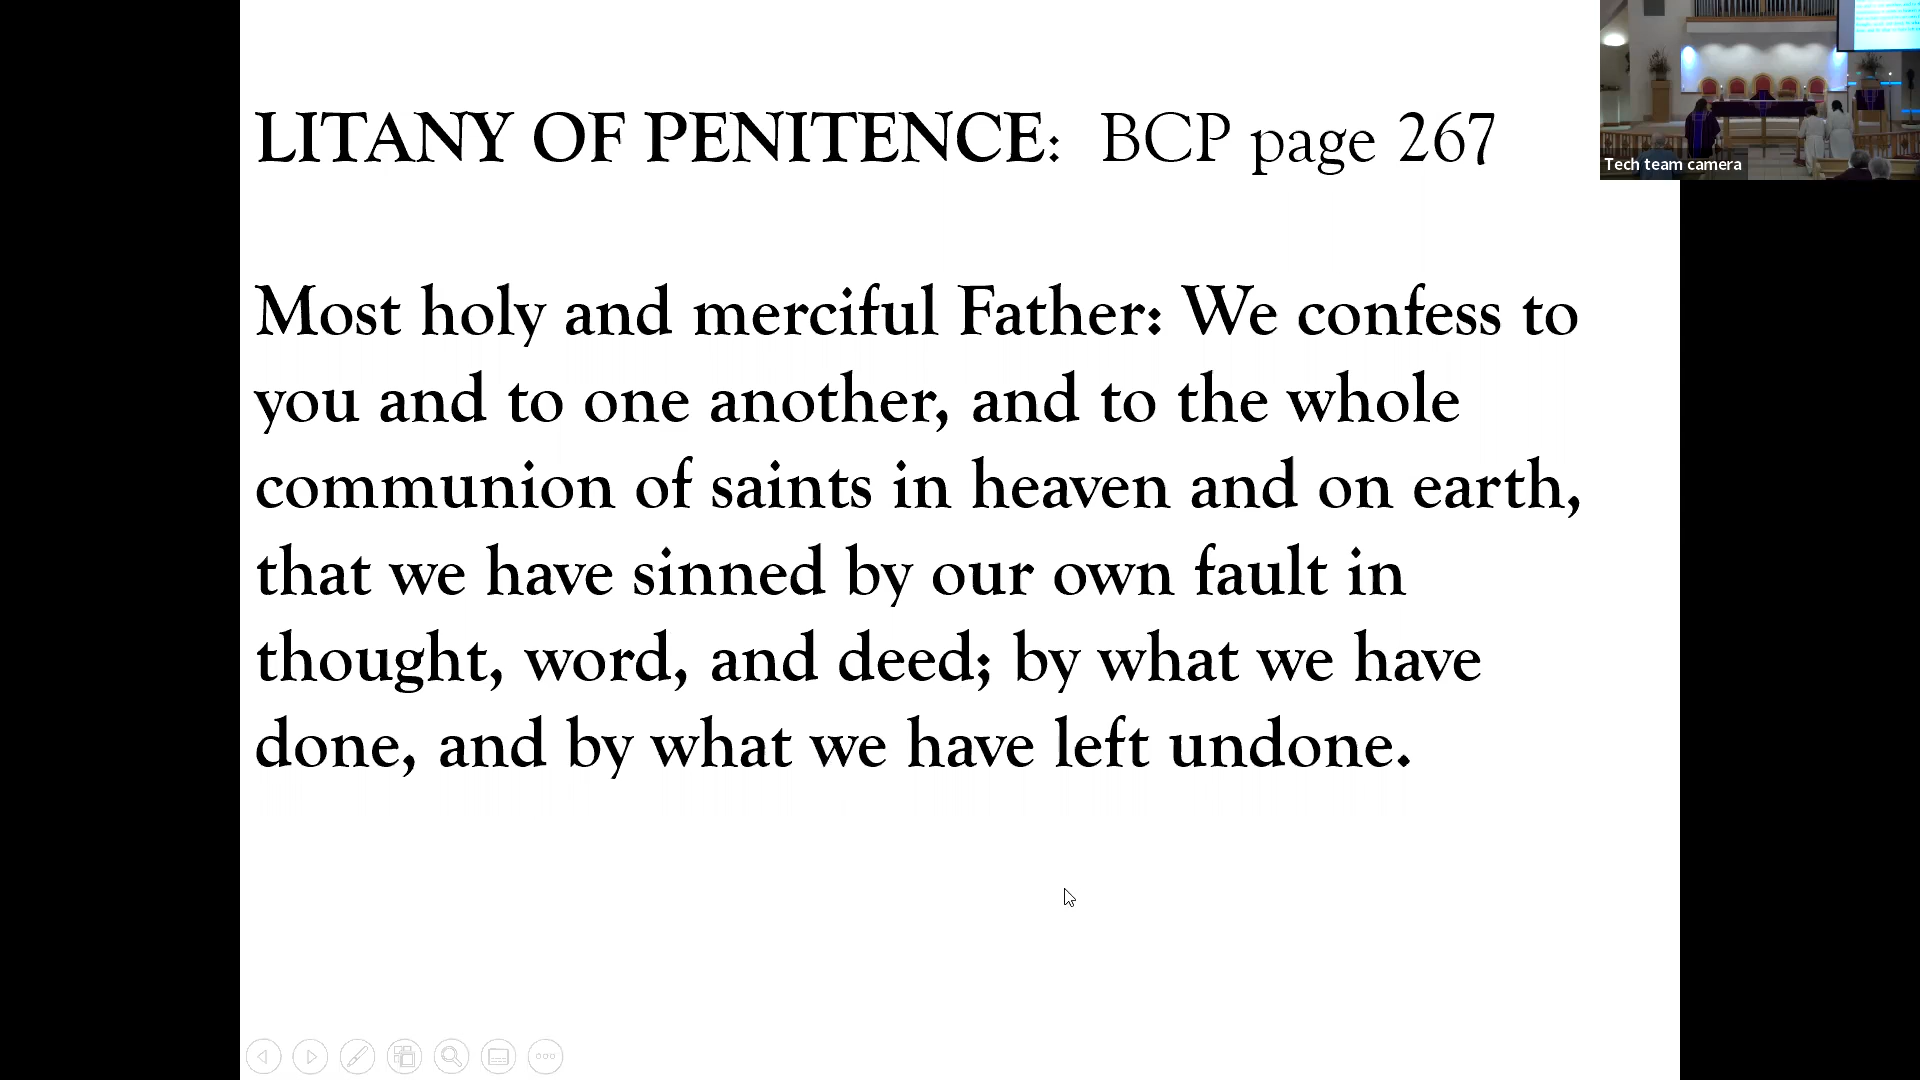 LITANY OF PENITENCE: BCP page 267
Most holy and merciful Father: We confess to
you and to one another, and to the whole
communion of saints in heaven and on earth,
that we have sinned by our own fault in
thought, word, and deed; by what we have
done, and by what we have left undone.
Tech team camera